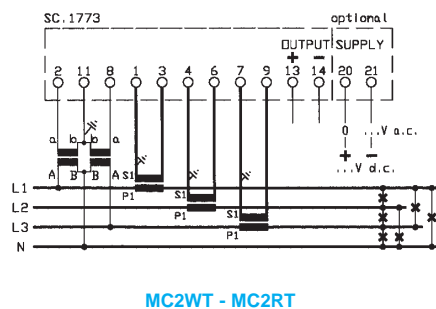 SC.1773 optional
OUTPUT SUPPLY
+ −
2 11 8 1 3 4 6 7 9 13 14 20 21
a b b a
0 ...V a.c.
A B B A S1
+ −
...V d.c.
L1 P1 S1
L2 P1 S1
L3 P1
N
MC2WT - MC2RT